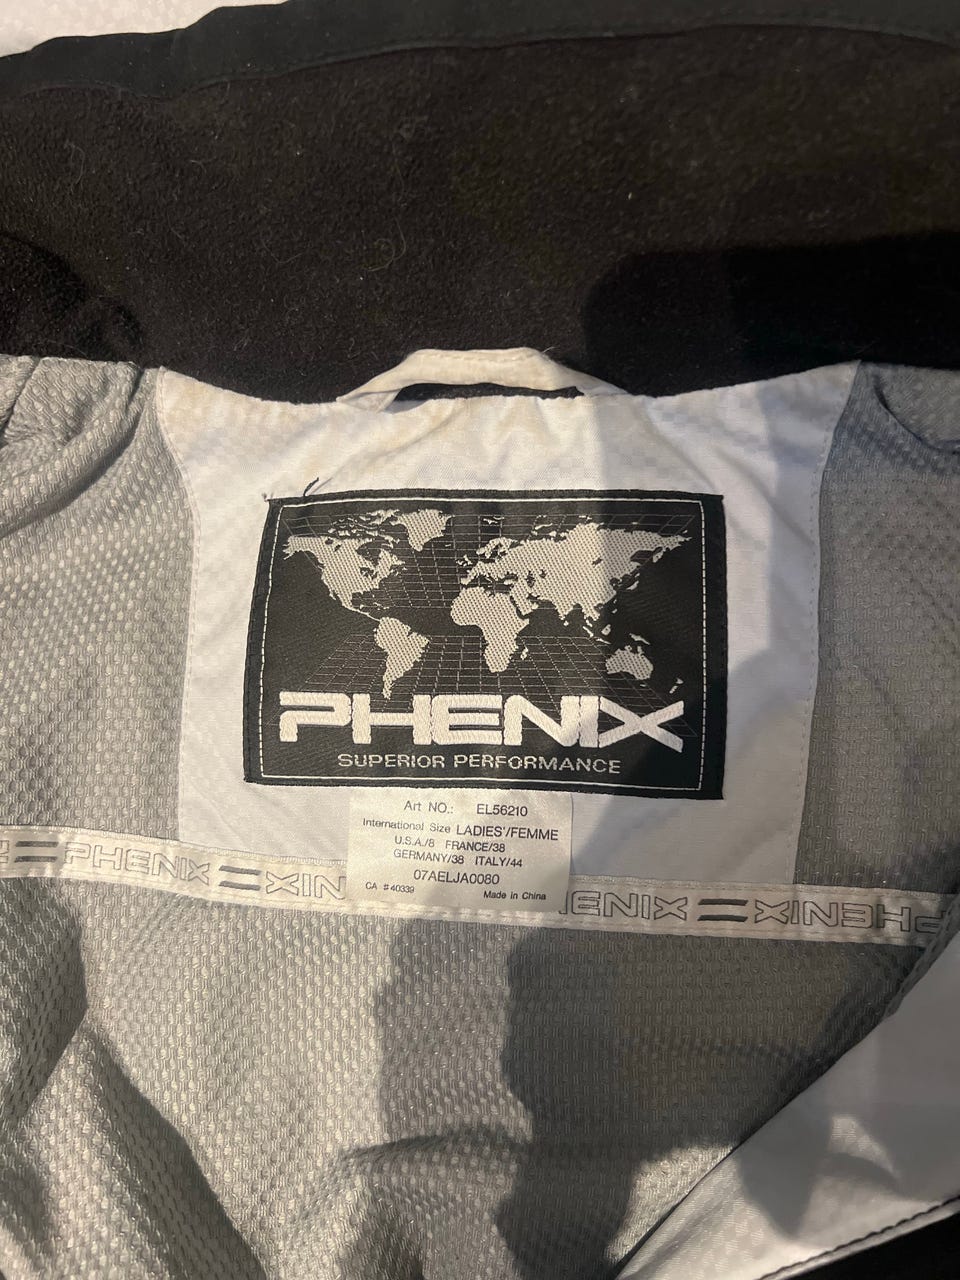 PHENIX
SUPERIOR PERFORMANCE
Art NO.: EL56210
International Size LADIES'/FEMME
U.S.A./8 FRANCE/38
GERMANY/38 ITALY/44
07AELJA0080
CA # 40339 Made in China
PHENIX
PHENIX